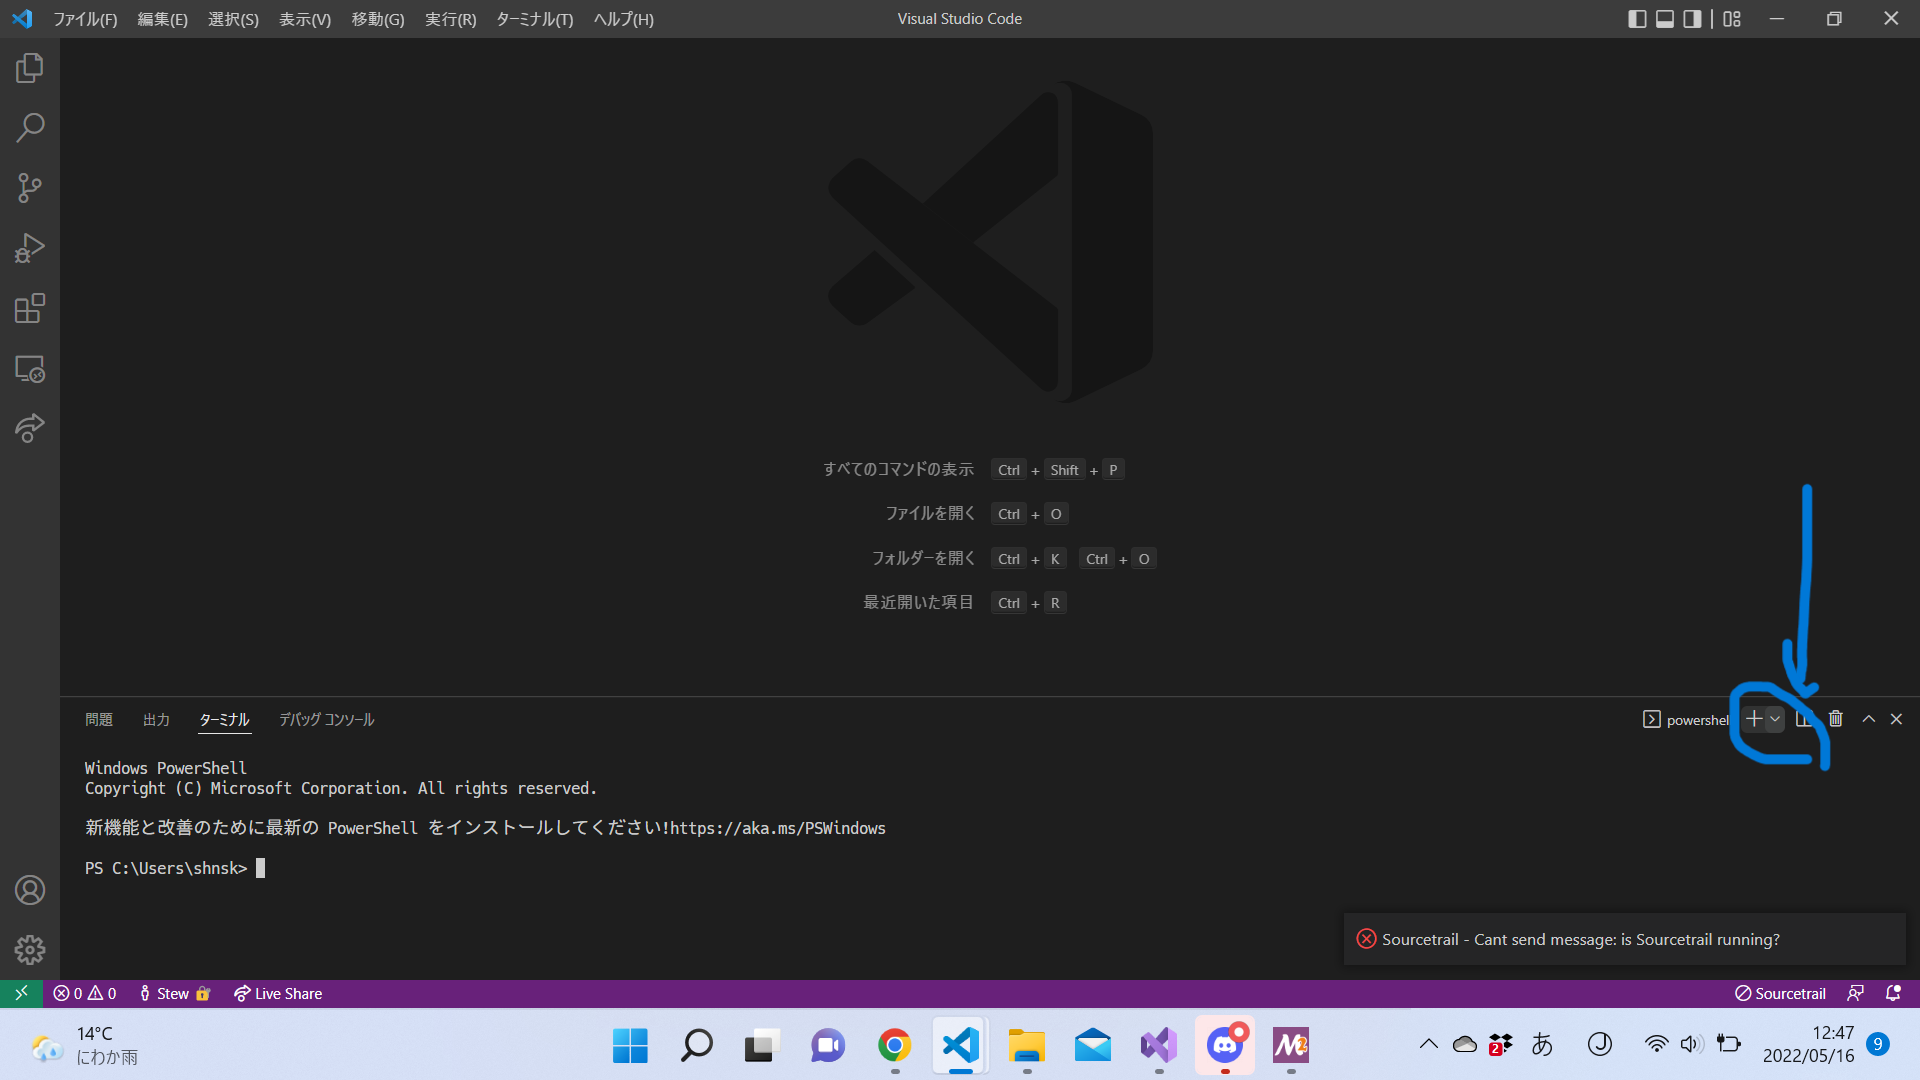 ファイル(F) 編集(E) 選択(S) 表示(V) 移動(G) 実行(R) ターミナル(T) ヘルプ(H) Visual Studio Code
すべてのコマンドの表示 Ctrl + Shift + P
ファイルを開く Ctrl + O
フォルダーを開く Ctrl + K Ctrl + O
最近開いた項目 Ctrl + R
問題 出力 ターミナル デバッグ コンソール powershel
Windows PowerShell
Copyright (C) Microsoft Corporation. All rights reserved.
新機能と改善のために最新の PowerShell をインストールしてください!https://aka.ms/PSWindows
PS C:\Users\shnsk>
Sourcetrail - Cant send message: is Sourcetrail running?
0 0 Stew Live Share Sourcetrail
14°C
にわか雨
2 あ J
12:47
2022/05/16 9